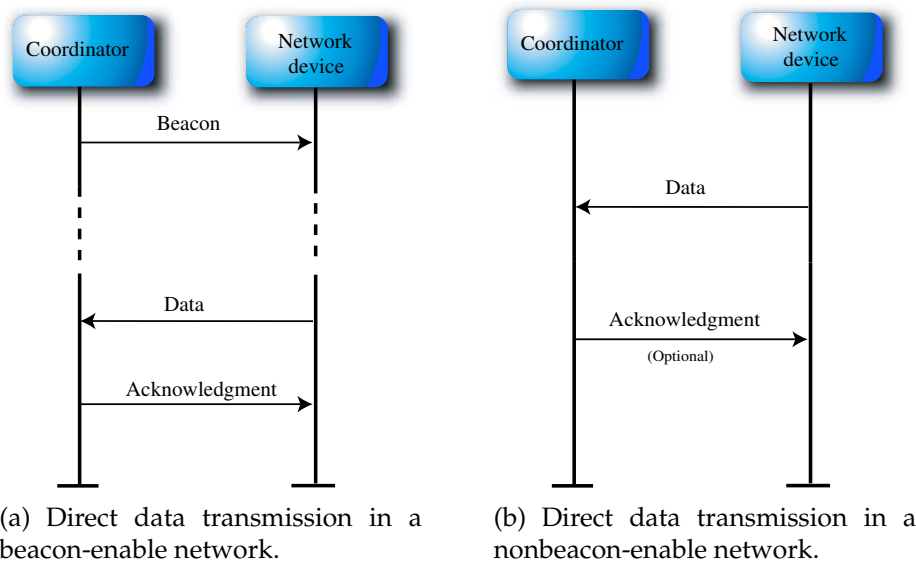 Coordinator
Network
device
Beacon
Data
Acknowledgment
(a) Direct data transmission in a
beacon-enable network.
Coordinator
Network
device
Data
Acknowledgment
(Optional)
(b) Direct data transmission in a
nonbeacon-enable network.